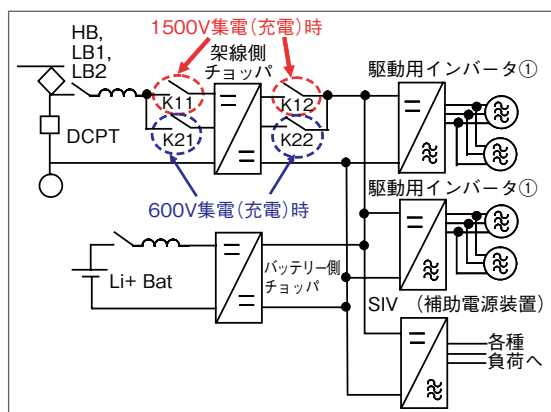 1500V集電(充電)時
HB,
LB1,
LB2
架線側
チョッパ
K11
K12
K21
K22
DCPT
600V集電(充電)時
駆動用インバータ①
駆動用インバータ①
Li+ Bat
バッテリー側
チョッパ
SIV (補助電源装置)
各種
負荷へ